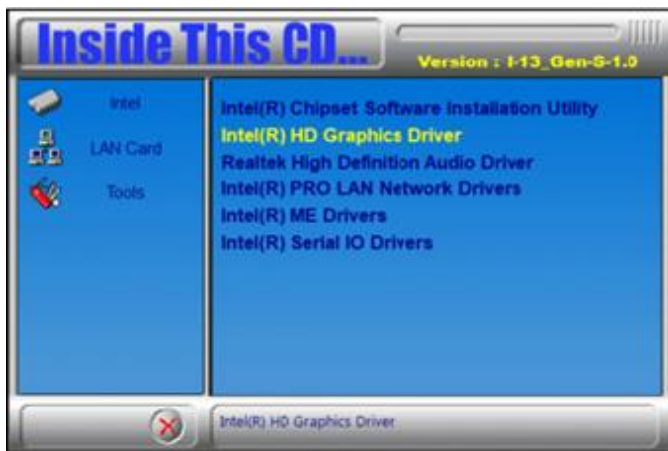 Inside This CD...
Version : I-13_Gen-S-1.0
Intel
LAN Card
Tools
Intel(R) Chipset Software Installation Utility
Intel(R) HD Graphics Driver
Realtek High Definition Audio Driver
Intel(R) PRO LAN Network Drivers
Intel(R) ME Drivers
Intel(R) Serial IO Drivers
Intel(R) HD Graphics Driver